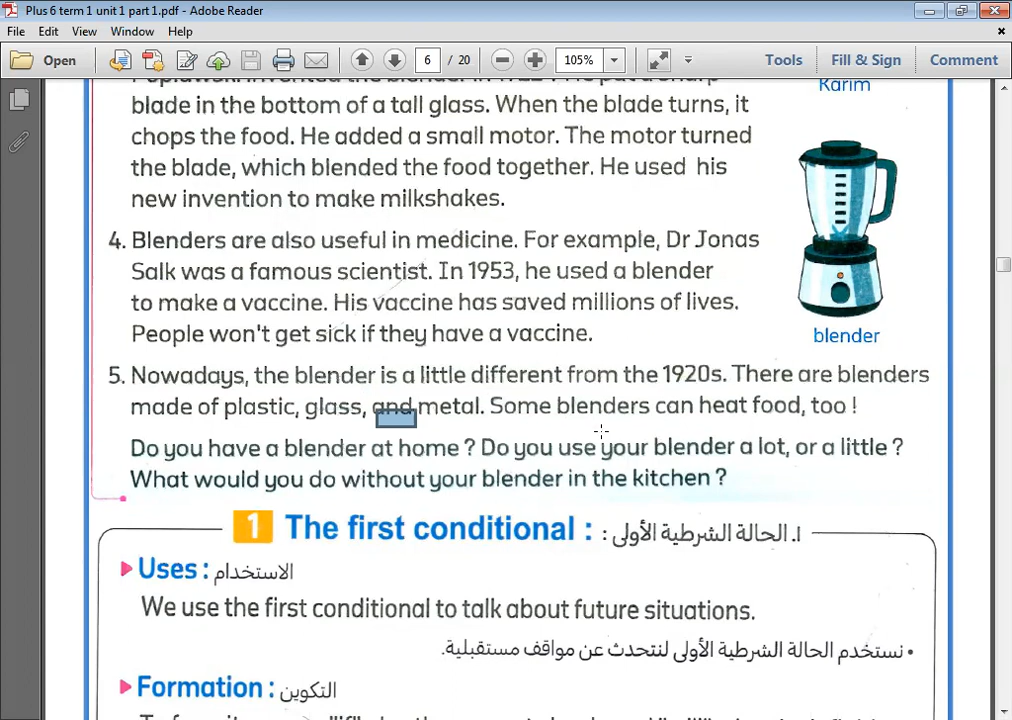 Plus 6 term 1 unit 1 part 1.pdf - Adobe Reader
File Edit View Window Help
Open 6 / 20 105% Tools Fill & Sign Comment
invented the blender in
Karim
blade in the bottom of a tall glass. When the blade turns, it
chops the food. He added a small motor. The motor turned
the blade, which blended the food together. He used his
new invention to make milkshakes.
4. Blenders are also useful in medicine. For example, Dr Jonas
Salk was a famous scientist. In 1953, he used a blender
to make a vaccine. His vaccine has saved millions of lives.
People won't get sick if they have a vaccine.
blender
5. Nowadays, the blender is a little different from the 1920s. There are blenders
made of plastic, glass, and metal. Some blenders can heat food, too !
Do you have a blender at home ? Do you use your blender a lot, or a little ?
What would you do without your blender in the kitchen ?
1 The first conditional : ١. الحالة الشرطية الأولى :
Uses : الاستخدام
We use the first conditional to talk about future situations.
• نستخدم الحالة الشرطية الأولى لنتحدث عن مواقف مستقبلية.
Formation : التكوين